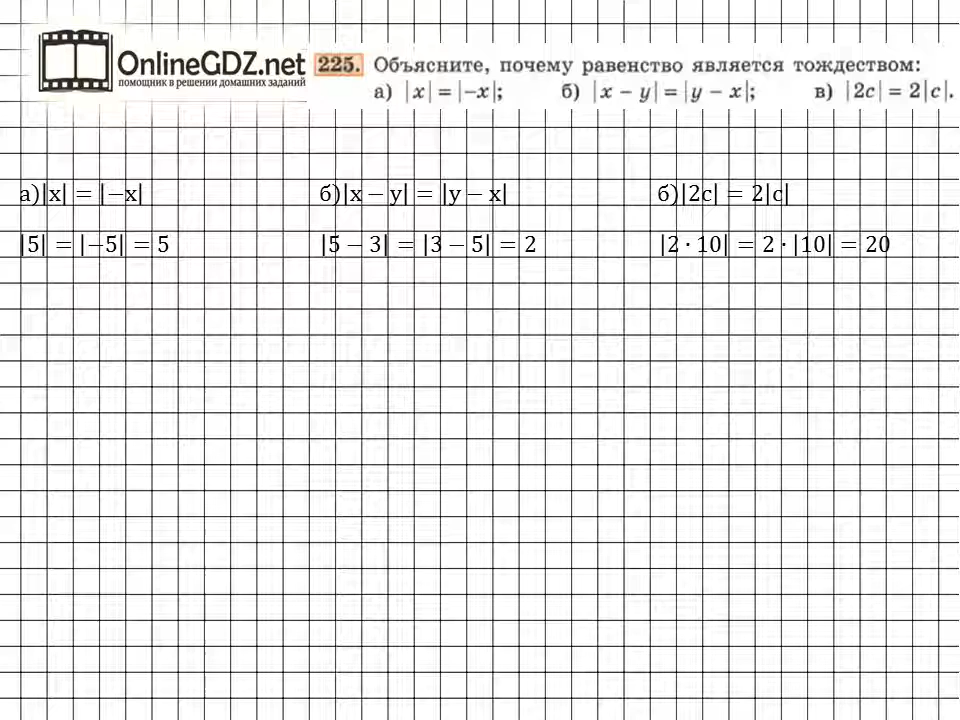 OnlineGDZ.net
помощник в решении домашних заданий
225. Объясните, почему равенство является тождеством:
а) |x| = |−x|; б) |x − y| = |y − x|; в) |2c| = 2|c|.
а)|x| = |−x| б)|x − y| = |y − x| б)|2c| = 2|c|
|5| = |−5| = 5 |5 − 3| = |3 − 5| = 2 |2 · 10| = 2 · |10| = 20